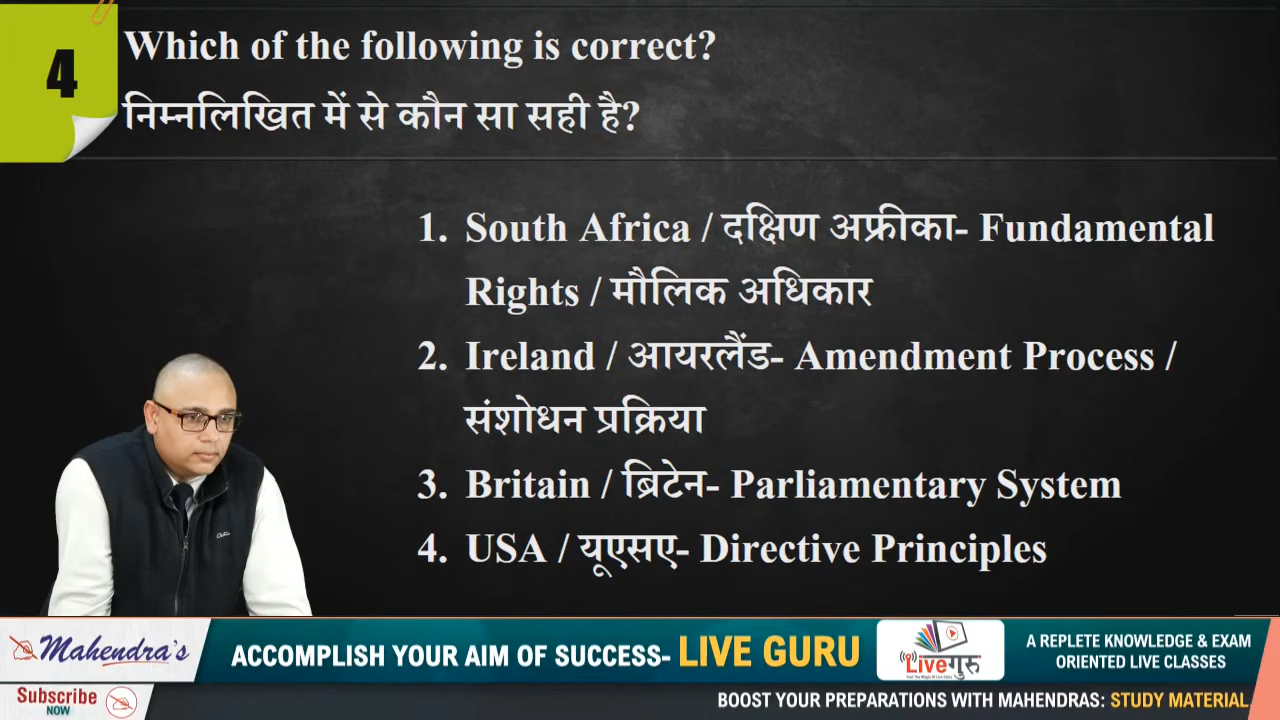 4
Which of the following is correct?
निम्नलिखित में से कौन सा सही है?
1. South Africa / दक्षिण अफ्रीका- Fundamental
Rights / मौलिक अधिकार
2. Ireland / आयरलैंड- Amendment Process /
संशोधन प्रक्रिया
3. Britain / ब्रिटेन- Parliamentary System
4. USA / यूएसए- Directive Principles
Mahendra's
ACCOMPLISH YOUR AIM OF SUCCESS- LIVE GURU
Liveगुरु
A REPLETE KNOWLEDGE & EXAM
ORIENTED LIVE CLASSES
Subscribe
NOW
BOOST YOUR PREPARATIONS WITH MAHENDRAS: STUDY MATERIAL